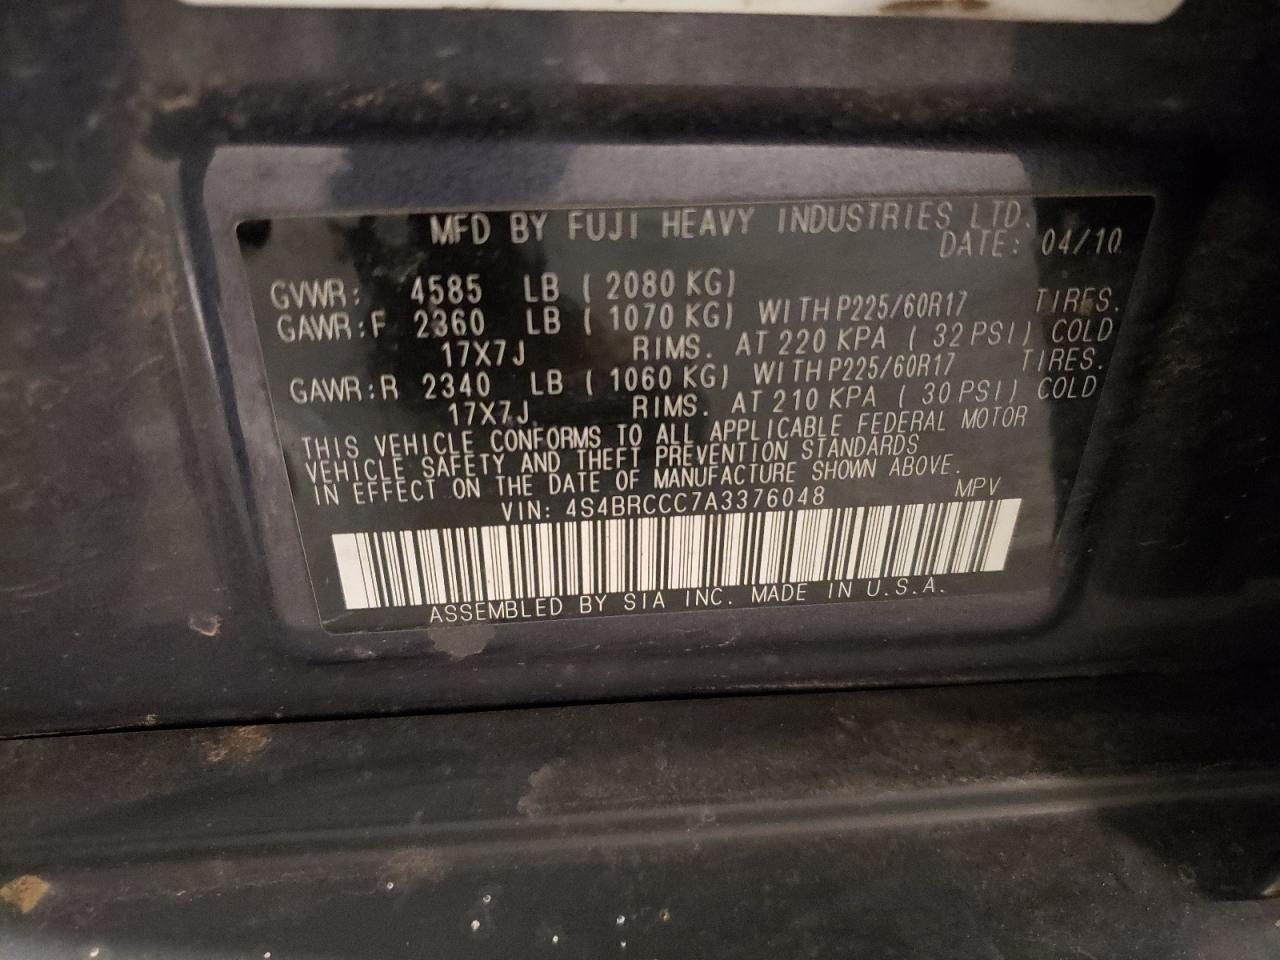 MFD BY FUJI HEAVY INDUSTRIES LTD.
DATE: 04/10
GVWR: 4585 LB ( 2080 KG)
GAWR:F 2360 LB ( 1070 KG) WITH P225/60R17 TIRES.
17X7J RIMS. AT 220 KPA ( 32 PSI) COLD
GAWR:R 2340 LB ( 1060 KG) WITH P225/60R17 TIRES.
17X7J RIMS. AT 210 KPA ( 30 PSI) COLD
THIS VEHICLE CONFORMS TO ALL APPLICABLE FEDERAL MOTOR
VEHICLE SAFETY AND THEFT PREVENTION STANDARDS
IN EFFECT ON THE DATE OF MANUFACTURE SHOWN ABOVE.
VIN: 4S4BRCCC7A3376048 MPV
ASSEMBLED BY SIA INC. MADE IN U.S.A.